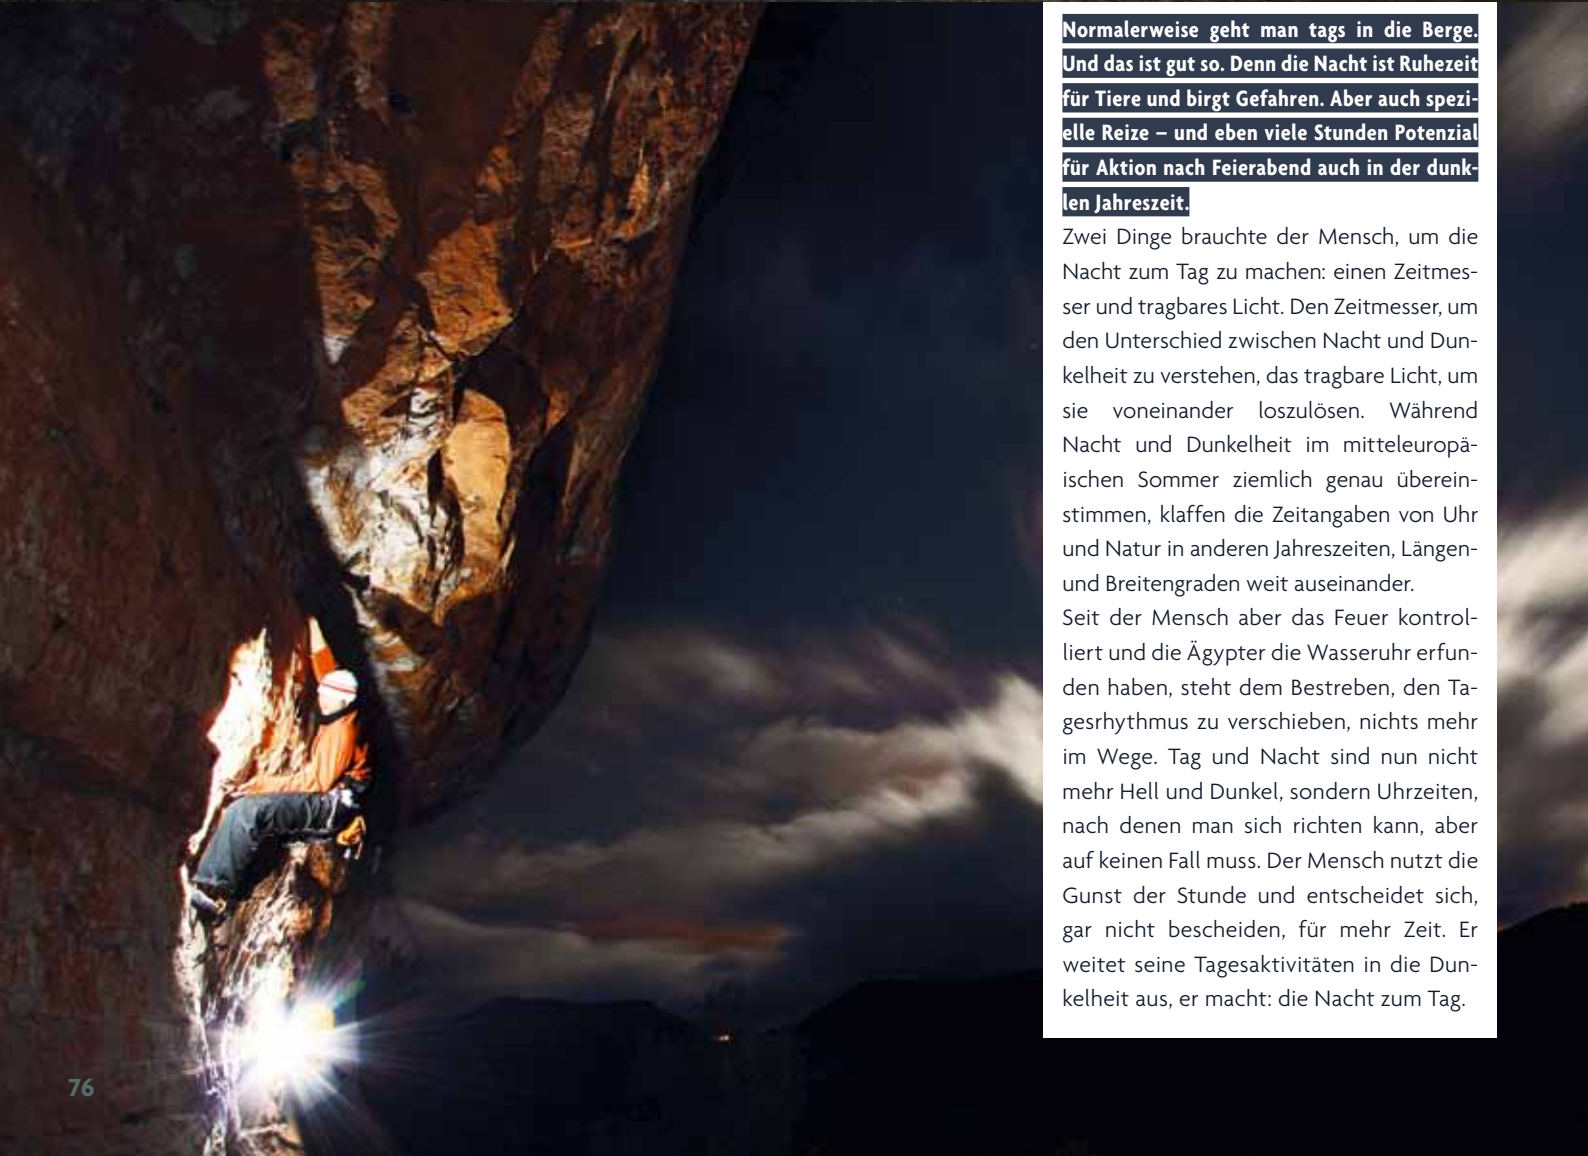 Normalerweise geht man tags in die Berge.
Und das ist gut so. Denn die Nacht ist Ruhezeit
für Tiere und birgt Gefahren. Aber auch spezi-
elle Reize – und eben viele Stunden Potenzial
für Aktion nach Feierabend auch in der dunk-
len Jahreszeit.
Zwei Dinge brauchte der Mensch, um die
Nacht zum Tag zu machen: einen Zeitmes-
ser und tragbares Licht. Den Zeitmesser, um
den Unterschied zwischen Nacht und Dun-
kelheit zu verstehen, das tragbare Licht, um
sie voneinander loszulösen. Während
Nacht und Dunkelheit im mitteleuropä-
ischen Sommer ziemlich genau überein-
stimmen, klaffen die Zeitangaben von Uhr
und Natur in anderen Jahreszeiten, Längen-
und Breitengraden weit auseinander.
Seit der Mensch aber das Feuer kontrol-
liert und die Ägypter die Wasseruhr erfun-
den haben, steht dem Bestreben, den Ta-
gesrhythmus zu verschieben, nichts mehr
im Wege. Tag und Nacht sind nun nicht
mehr Hell und Dunkel, sondern Uhrzeiten,
nach denen man sich richten kann, aber
auf keinen Fall muss. Der Mensch nutzt die
Gunst der Stunde und entscheidet sich,
gar nicht bescheiden, für mehr Zeit. Er
weitet seine Tagesaktivitäten in die Dun-
kelheit aus, er macht: die Nacht zum Tag.
76